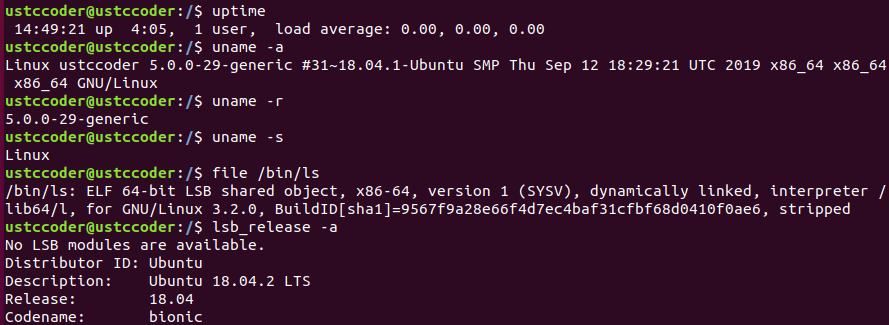 ustccoder@ustccoder:/$ uptime
 14:49:21 up  4:05,  1 user,  load average: 0.00, 0.00, 0.00
ustccoder@ustccoder:/$ uname -a
Linux ustccoder 5.0.0-29-generic #31~18.04.1-Ubuntu SMP Thu Sep 12 18:29:21 UTC 2019 x86_64 x86_64
 x86_64 GNU/Linux
ustccoder@ustccoder:/$ uname -r
5.0.0-29-generic
ustccoder@ustccoder:/$ uname -s
Linux
ustccoder@ustccoder:/$ file /bin/ls
/bin/ls: ELF 64-bit LSB shared object, x86-64, version 1 (SYSV), dynamically linked, interpreter /
lib64/l, for GNU/Linux 3.2.0, BuildID[sha1]=9567f9a28e66f4d7ec4baf31cfbf68d0410f0ae6, stripped
ustccoder@ustccoder:/$ lsb_release -a
No LSB modules are available.
Distributor ID: Ubuntu
Description:    Ubuntu 18.04.2 LTS
Release:        18.04
Codename:       bionic